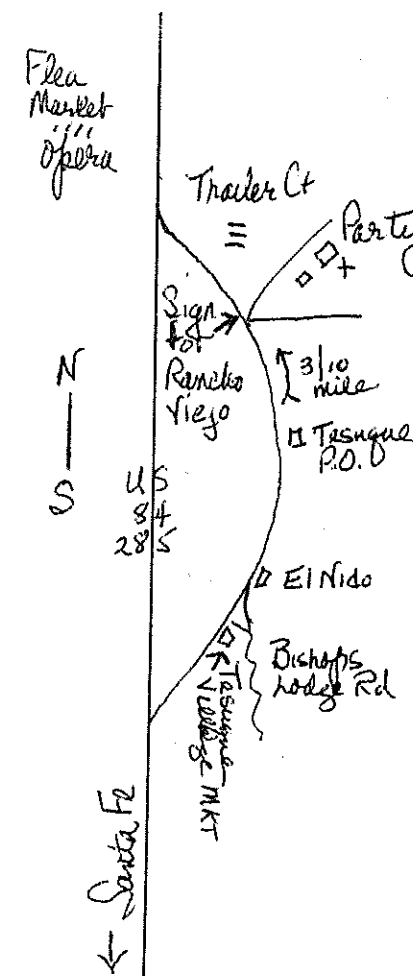 Flea
Market
Opera
Trailer Ct
Party
Sign
for
Rancho
Viejo
3/10
mile
N
S
Tesuque
P.O.
US
84
285
El Nido
Bishops
Lodge Rd
Tesuque
Village MKT
Santa Fe